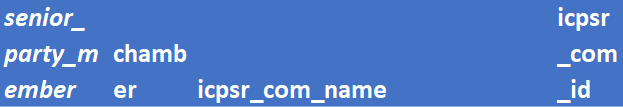 senior_ icpsr
party_m chamb _com
ember er icpsr_com_name _id